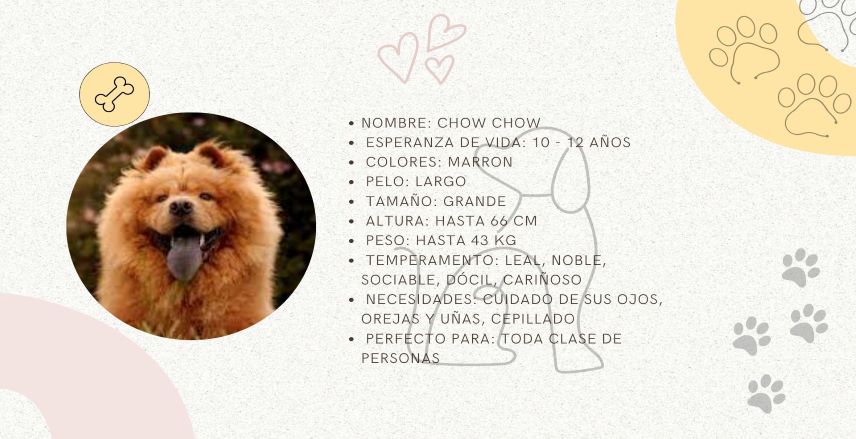 • NOMBRE: CHOW CHOW
• ESPERANZA DE VIDA: 10 - 12 AÑOS
• COLORES: MARRON
• PELO: LARGO
• TAMAÑO: GRANDE
• ALTURA: HASTA 66 CM
• PESO: HASTA 43 KG
• TEMPERAMENTO: LEAL, NOBLE,
SOCIABLE, DÓCIL, CARIÑOSO
• NECESIDADES: CUIDADO DE SUS OJOS,
OREJAS Y UÑAS, CEPILLADO
• PERFECTO PARA: TODA CLASE DE
PERSONAS